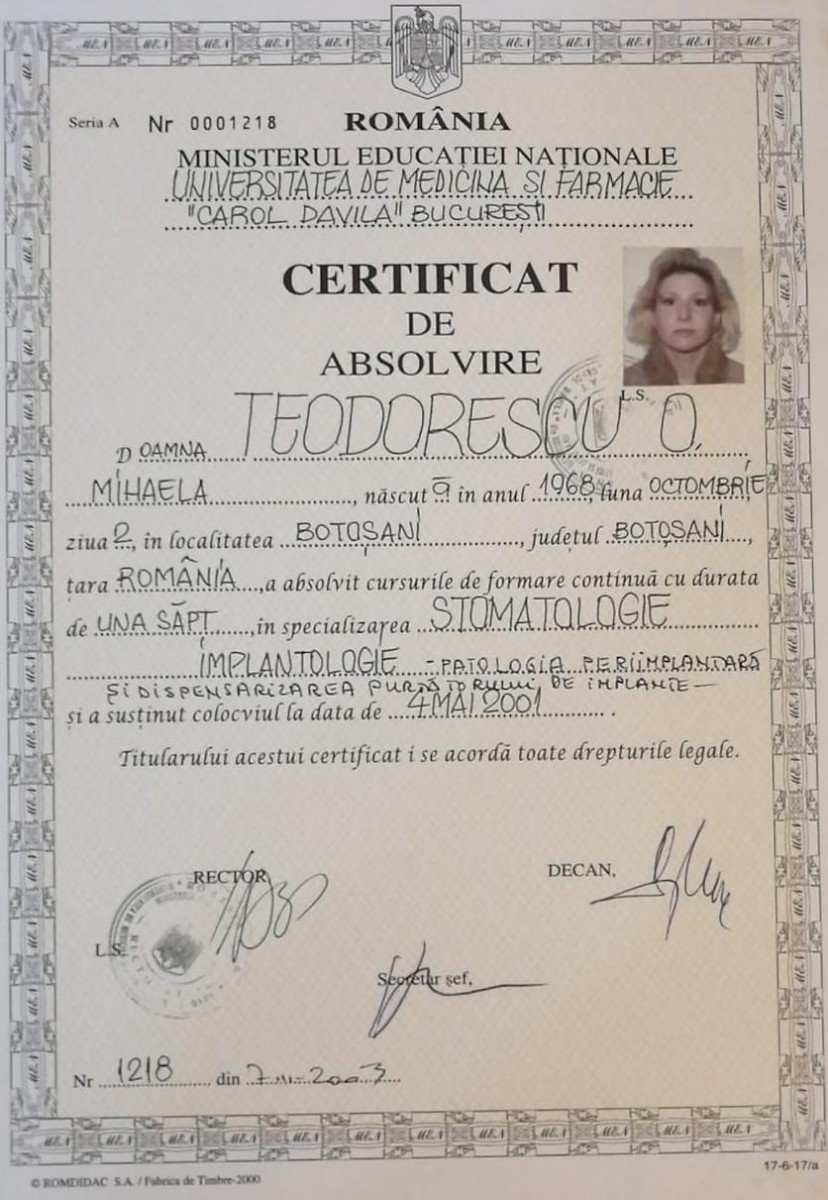 Seria A Nr 0001218
ROMÂNIA
MINISTERUL EDUCAȚIEI NAȚIONALE
UNIVERSITATEA DE MEDICINA SI FARMACIE
"CAROL DAVILA" BUCUREȘTI
CERTIFICAT
DE
ABSOLVIRE
L.S.
DOAMNA TEODORESCU O.
MIHAELA, născut ă în anul 1968, luna OCTOMBRIE
ziua 2, în localitatea BOTOȘANI, județul BOTOȘANI,
țara ROMÂNIA, a absolvit cursurile de formare continuă cu durata
de UNA SĂPT., în specializarea STOMATOLOGIE
IMPLANTOLOGIE - PATOLOGIA PERIIMPLANTARĂ
ȘI DISPENSARIZAREA PURTĂTORULUI DE IMPLANTE -
și a susținut colocviul la data de 4 MAI 2001.
Titularului acestui certificat i se acordă toate drepturile legale.
RECTOR,
DECAN,
L.S.
Secretar șef,
Nr 1218 din 2003
© ROMDIDAC S.A. / Fabrica de Timbre-2000
17-6-17/a